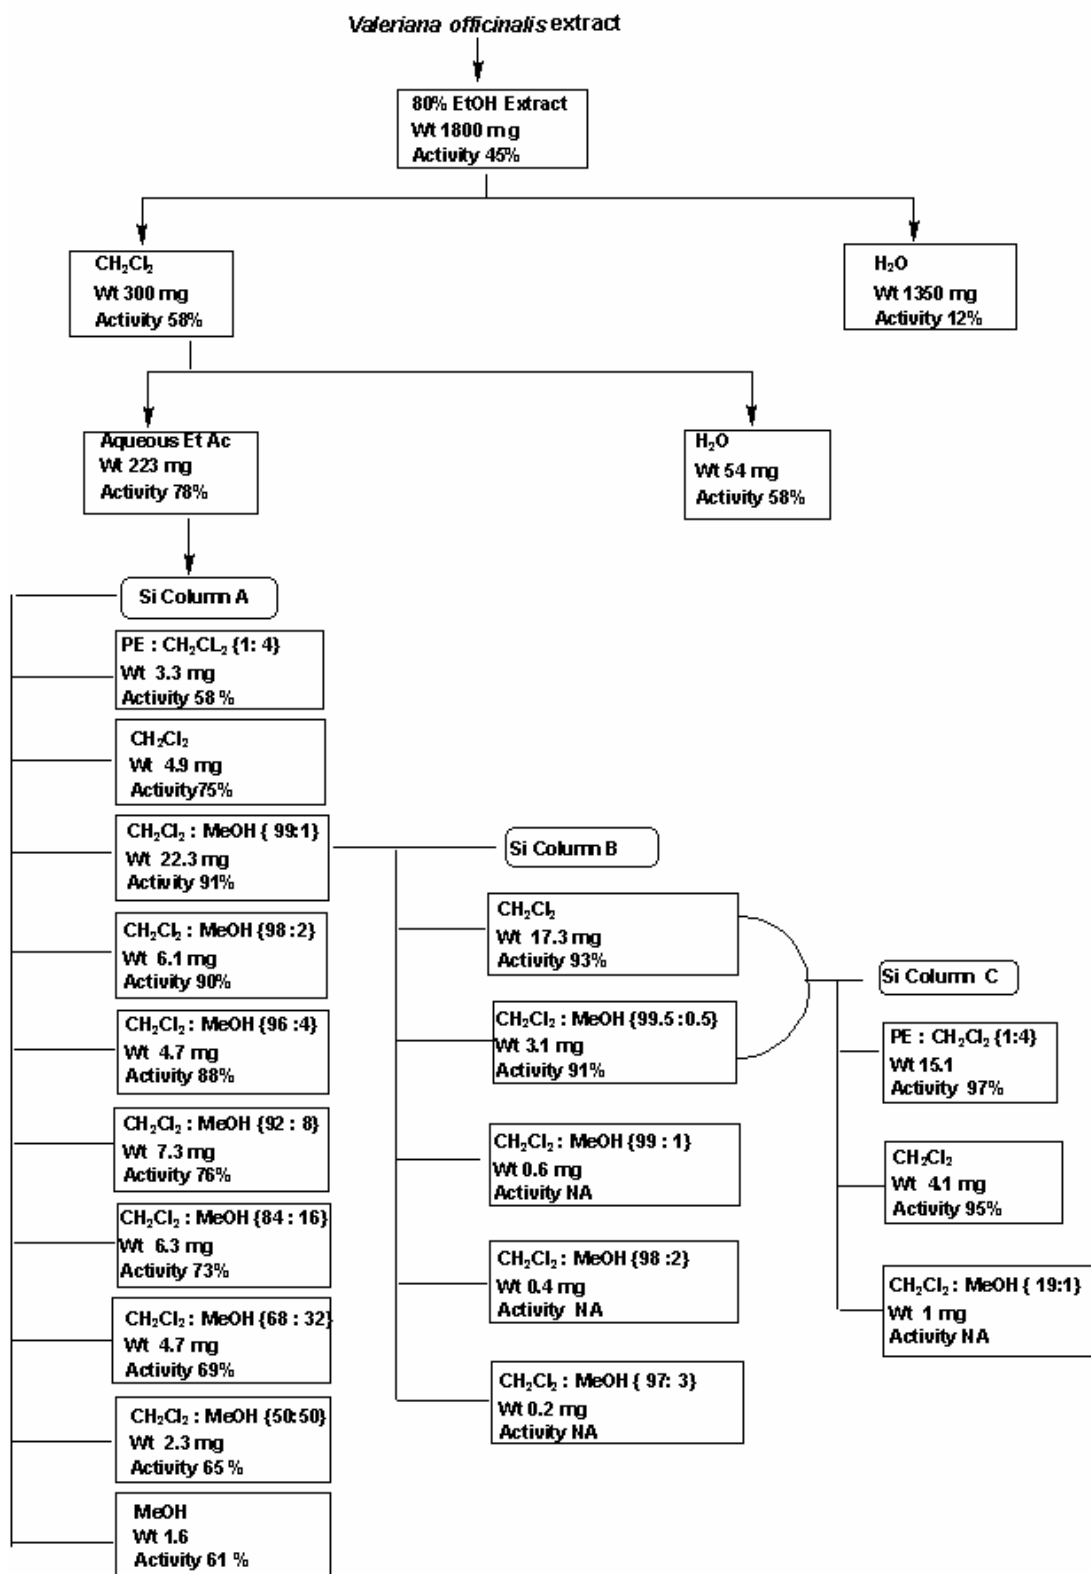 Valeriana officinalis extract
80% EtOH Extract
Wt 1800 mg
Activity 45%
CH₂Cl₂
Wt 300 mg
Activity 58%
H₂O
Wt 1350 mg
Activity 12%
Aqueous Et Ac
Wt 223 mg
Activity 78%
H₂O
Wt 54 mg
Activity 58%
Si Column A
PE : CH₂CL₂ {1: 4}
Wt 3.3 mg
Activity 58 %
CH₂Cl₂
Wt 4.9 mg
Activity75%
CH₂Cl₂ : MeOH { 99:1}
Wt 22.3 mg
Activity 91%
CH₂Cl₂ : MeOH {98 :2}
Wt 6.1 mg
Activity 90%
CH₂Cl₂ : MeOH {96 :4}
Wt 4.7 mg
Activity 88%
CH₂Cl₂ : MeOH {92 : 8}
Wt 7.3 mg
Activity 76%
CH₂Cl₂ : MeOH {84 : 16}
Wt 6.3 mg
Activity 73%
CH₂Cl₂ : MeOH {68 : 32}
Wt 4.7 mg
Activity 69%
CH₂Cl₂ : MeOH {50:50}
Wt 2.3 mg
Activity 65 %
MeOH
Wt 1.6
Activity 61 %
Si Column B
CH₂Cl₂
Wt 17.3 mg
Activity 93%
CH₂Cl₂ : MeOH {99.5 :0.5}
Wt 3.1 mg
Activity 91%
CH₂Cl₂ : MeOH {99 : 1}
Wt 0.6 mg
Activity NA
CH₂Cl₂ : MeOH {98 :2}
Wt 0.4 mg
Activity NA
CH₂Cl₂ : MeOH { 97: 3}
Wt 0.2 mg
Activity NA
Si Column C
PE : CH₂Cl₂ {1:4}
Wt 15.1
Activity 97%
CH₂Cl₂
Wt 4.1 mg
Activity 95%
CH₂Cl₂ : MeOH { 19:1}
Wt 1 mg
Activity NA